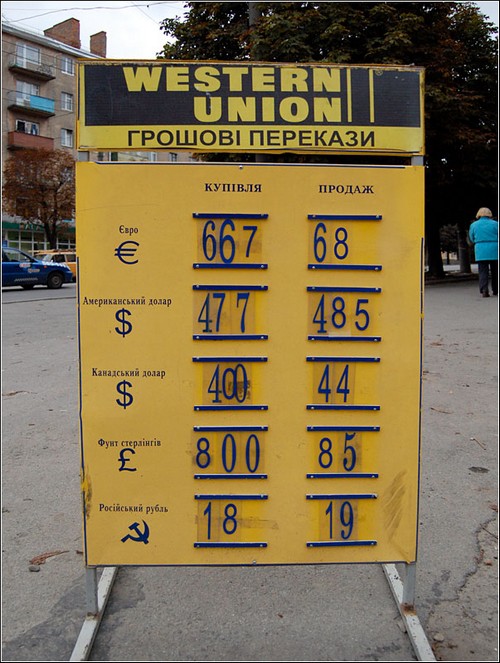 WESTERN
UNION
ГРОШОВІ ПЕРЕКАЗИ
КУПІВЛЯ ПРОДАЖ
Євро
€ 667 68
Американський долар
$ 477 485
Канадський долар
$ 400 44
Фунт стерлінгів
£ 800 85
Російський рубль
18 19